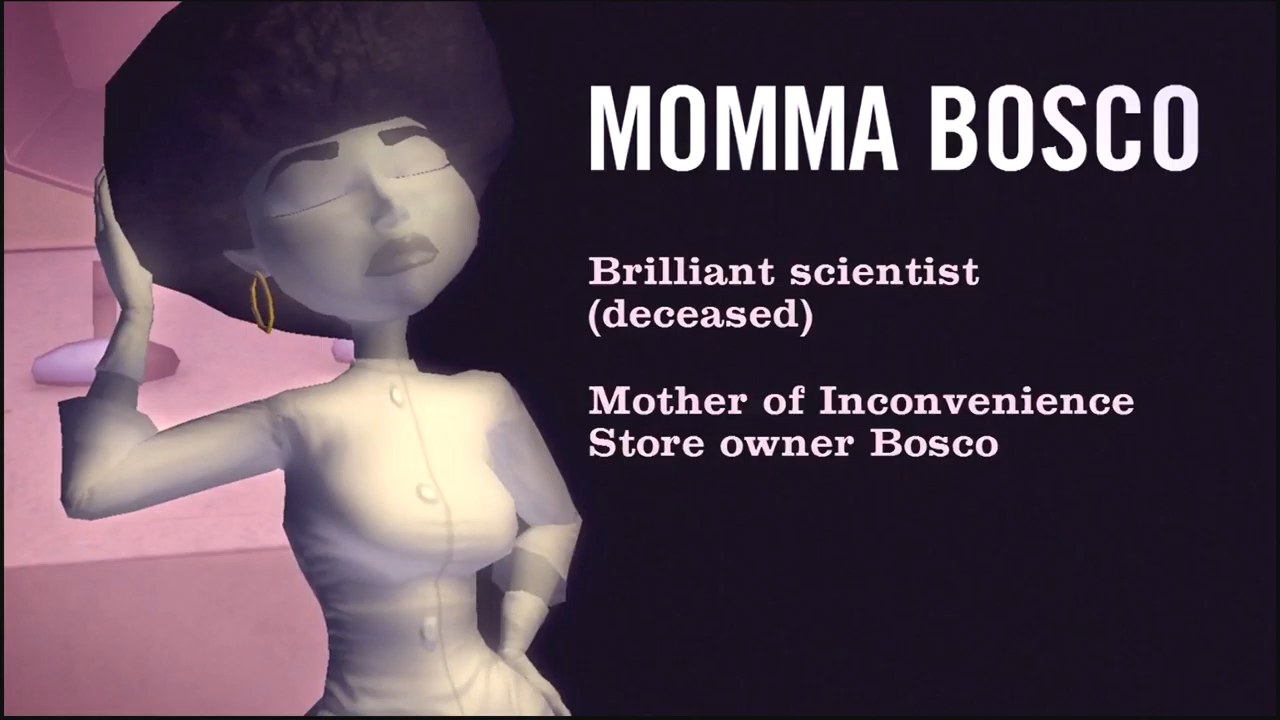 MOMMA BOSCO
Brilliant scientist
(deceased)
Mother of Inconvenience
Store owner Bosco